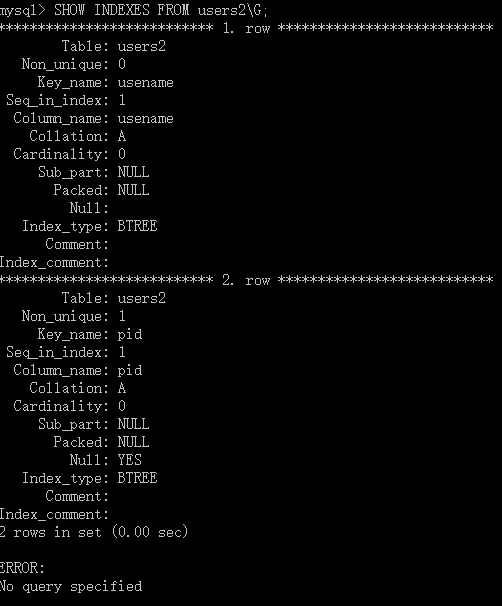 mysql> SHOW INDEXES FROM users2\G;
*************************** 1. row ***************************
Table: users2
Non_unique: 0
Key_name: usename
Seq_in_index: 1
Column_name: usename
Collation: A
Cardinality: 0
Sub_part: NULL
Packed: NULL
Null:
Index_type: BTREE
Comment:
Index_comment:
*************************** 2. row ***************************
Table: users2
Non_unique: 1
Key_name: pid
Seq_in_index: 1
Column_name: pid
Collation: A
Cardinality: 0
Sub_part: NULL
Packed: NULL
Null: YES
Index_type: BTREE
Comment:
Index_comment:
2 rows in set (0.00 sec)
ERROR:
No query specified